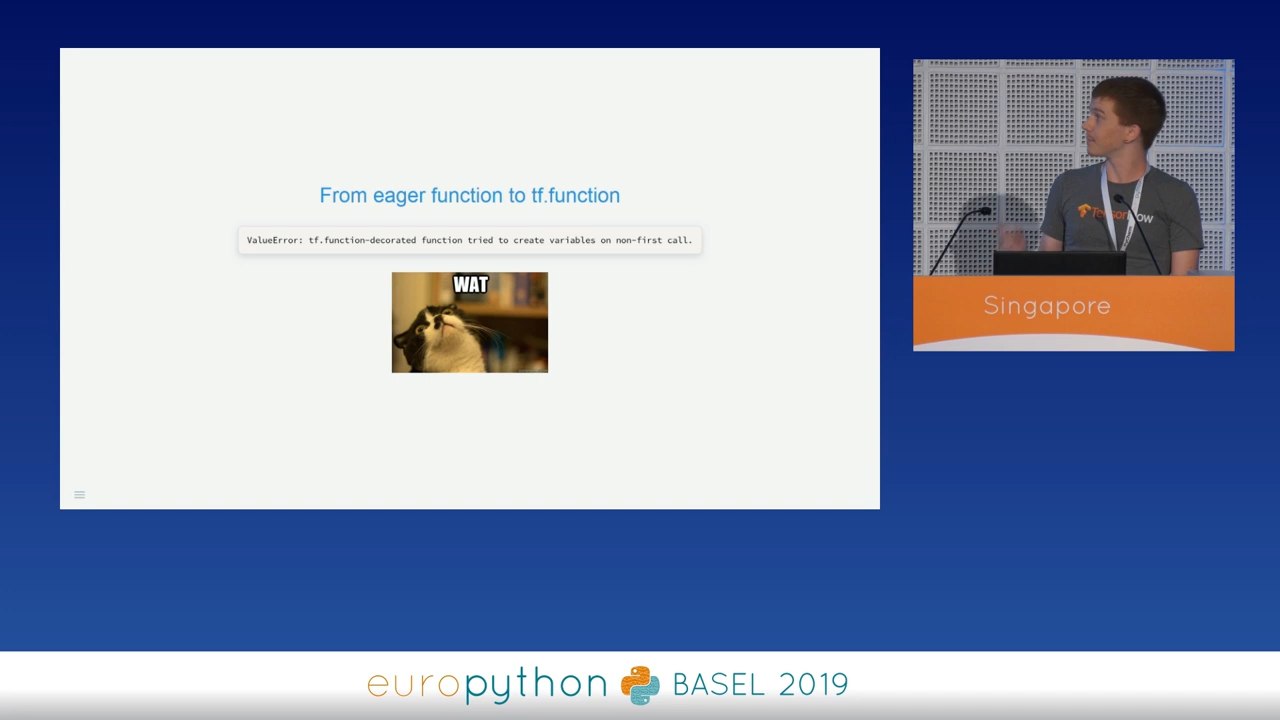 From eager function to tf.function
ValueError: tf.function-decorated function tried to create variables on non-first call.
WAT
TensorFlow
Singapore
europython BASEL 2019